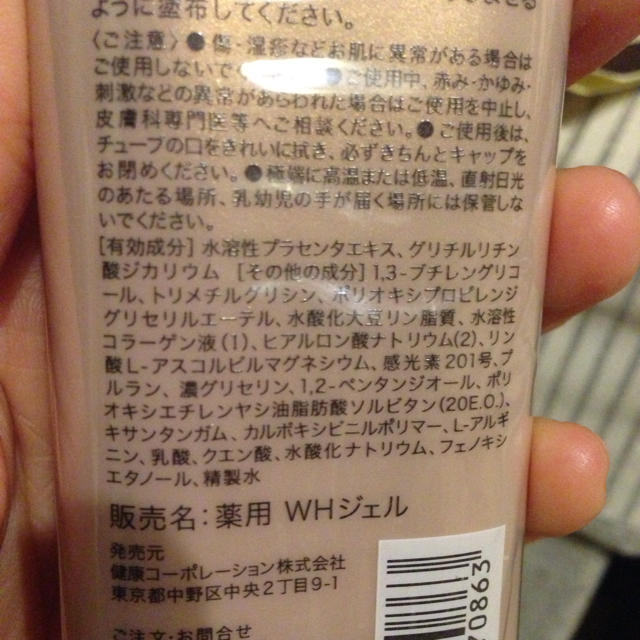 ように塗布してください。
〈ご注意〉●傷・湿疹などお肌に異常がある場合は
ご使用しないでください。●ご使用中、赤み・かゆみ・
刺激などの異常があらわれた場合はご使用を中止し、
皮膚科専門医等へご相談ください。●ご使用後は、
チューブの口をきれいに拭き、必ずきちんとキャップを
お閉めください。●極端に高温または低温、直射日光
のあたる場所、乳幼児の手が届く場所には保管しな
いでください。
[有効成分]水溶性プラセンタエキス、グリチルリチン
酸ジカリウム [その他の成分]1,3-ブチレングリコ
ール、トリメチルグリシン、ポリオキシプロピレンジ
グリセリルエーテル、水酸化大豆リン脂質、水溶性
コラーゲン液(1)、ヒアルロン酸ナトリウム(2)、リン
酸L-アスコルビルマグネシウム、感光素201号、プ
ルラン、濃グリセリン、1,2-ペンタンジオール、ポリ
オキシエチレンヤシ油脂肪酸ソルビタン(20E.O.)、
キサンタンガム、カルボキシビニルポリマー、L-アルギ
ニン、乳酸、クエン酸、水酸化ナトリウム、フェノキシ
エタノール、精製水
販売名:薬用 WHジェル
発売元
健康コーポレーション株式会社
東京都中野区中央2丁目9-1
ご注文・お問合せ
70863